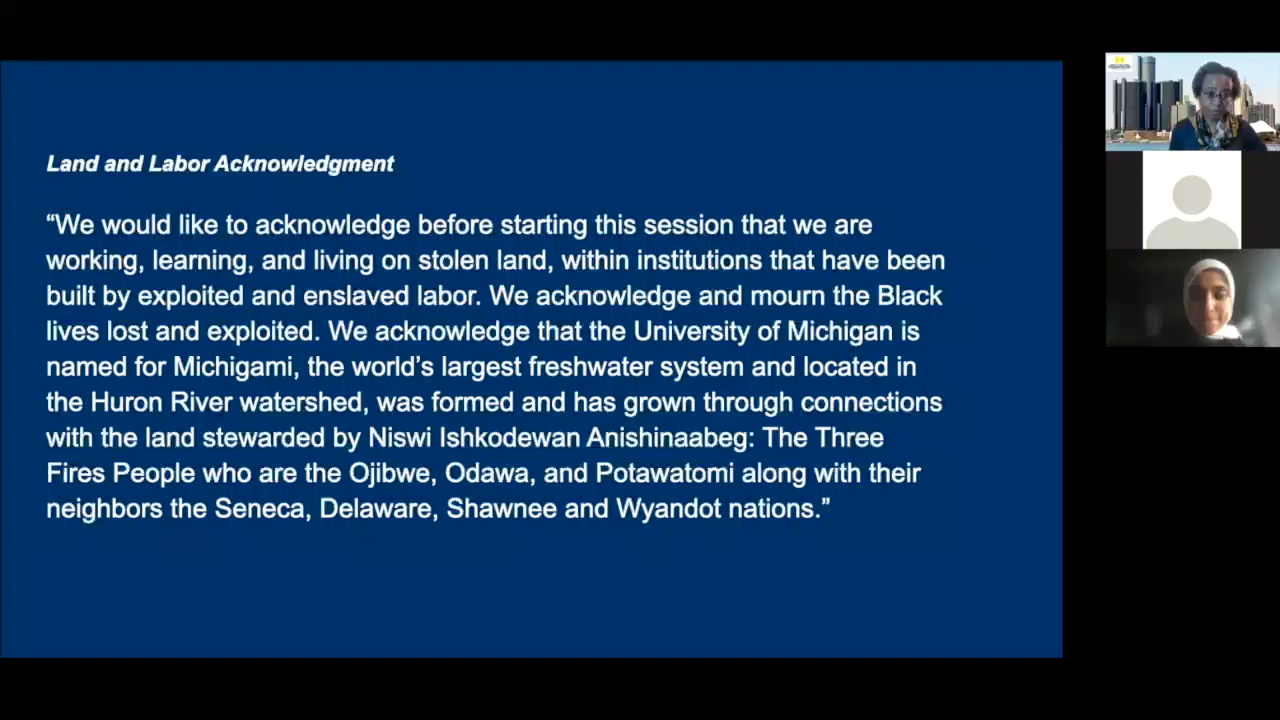 Land and Labor Acknowledgment
“We would like to acknowledge before starting this session that we are
working, learning, and living on stolen land, within institutions that have been
built by exploited and enslaved labor. We acknowledge and mourn the Black
lives lost and exploited. We acknowledge that the University of Michigan is
named for Michigami, the world’s largest freshwater system and located in
the Huron River watershed, was formed and has grown through connections
with the land stewarded by Niswi Ishkodewan Anishinaabeg: The Three
Fires People who are the Ojibwe, Odawa, and Potawatomi along with their
neighbors the Seneca, Delaware, Shawnee and Wyandot nations.”